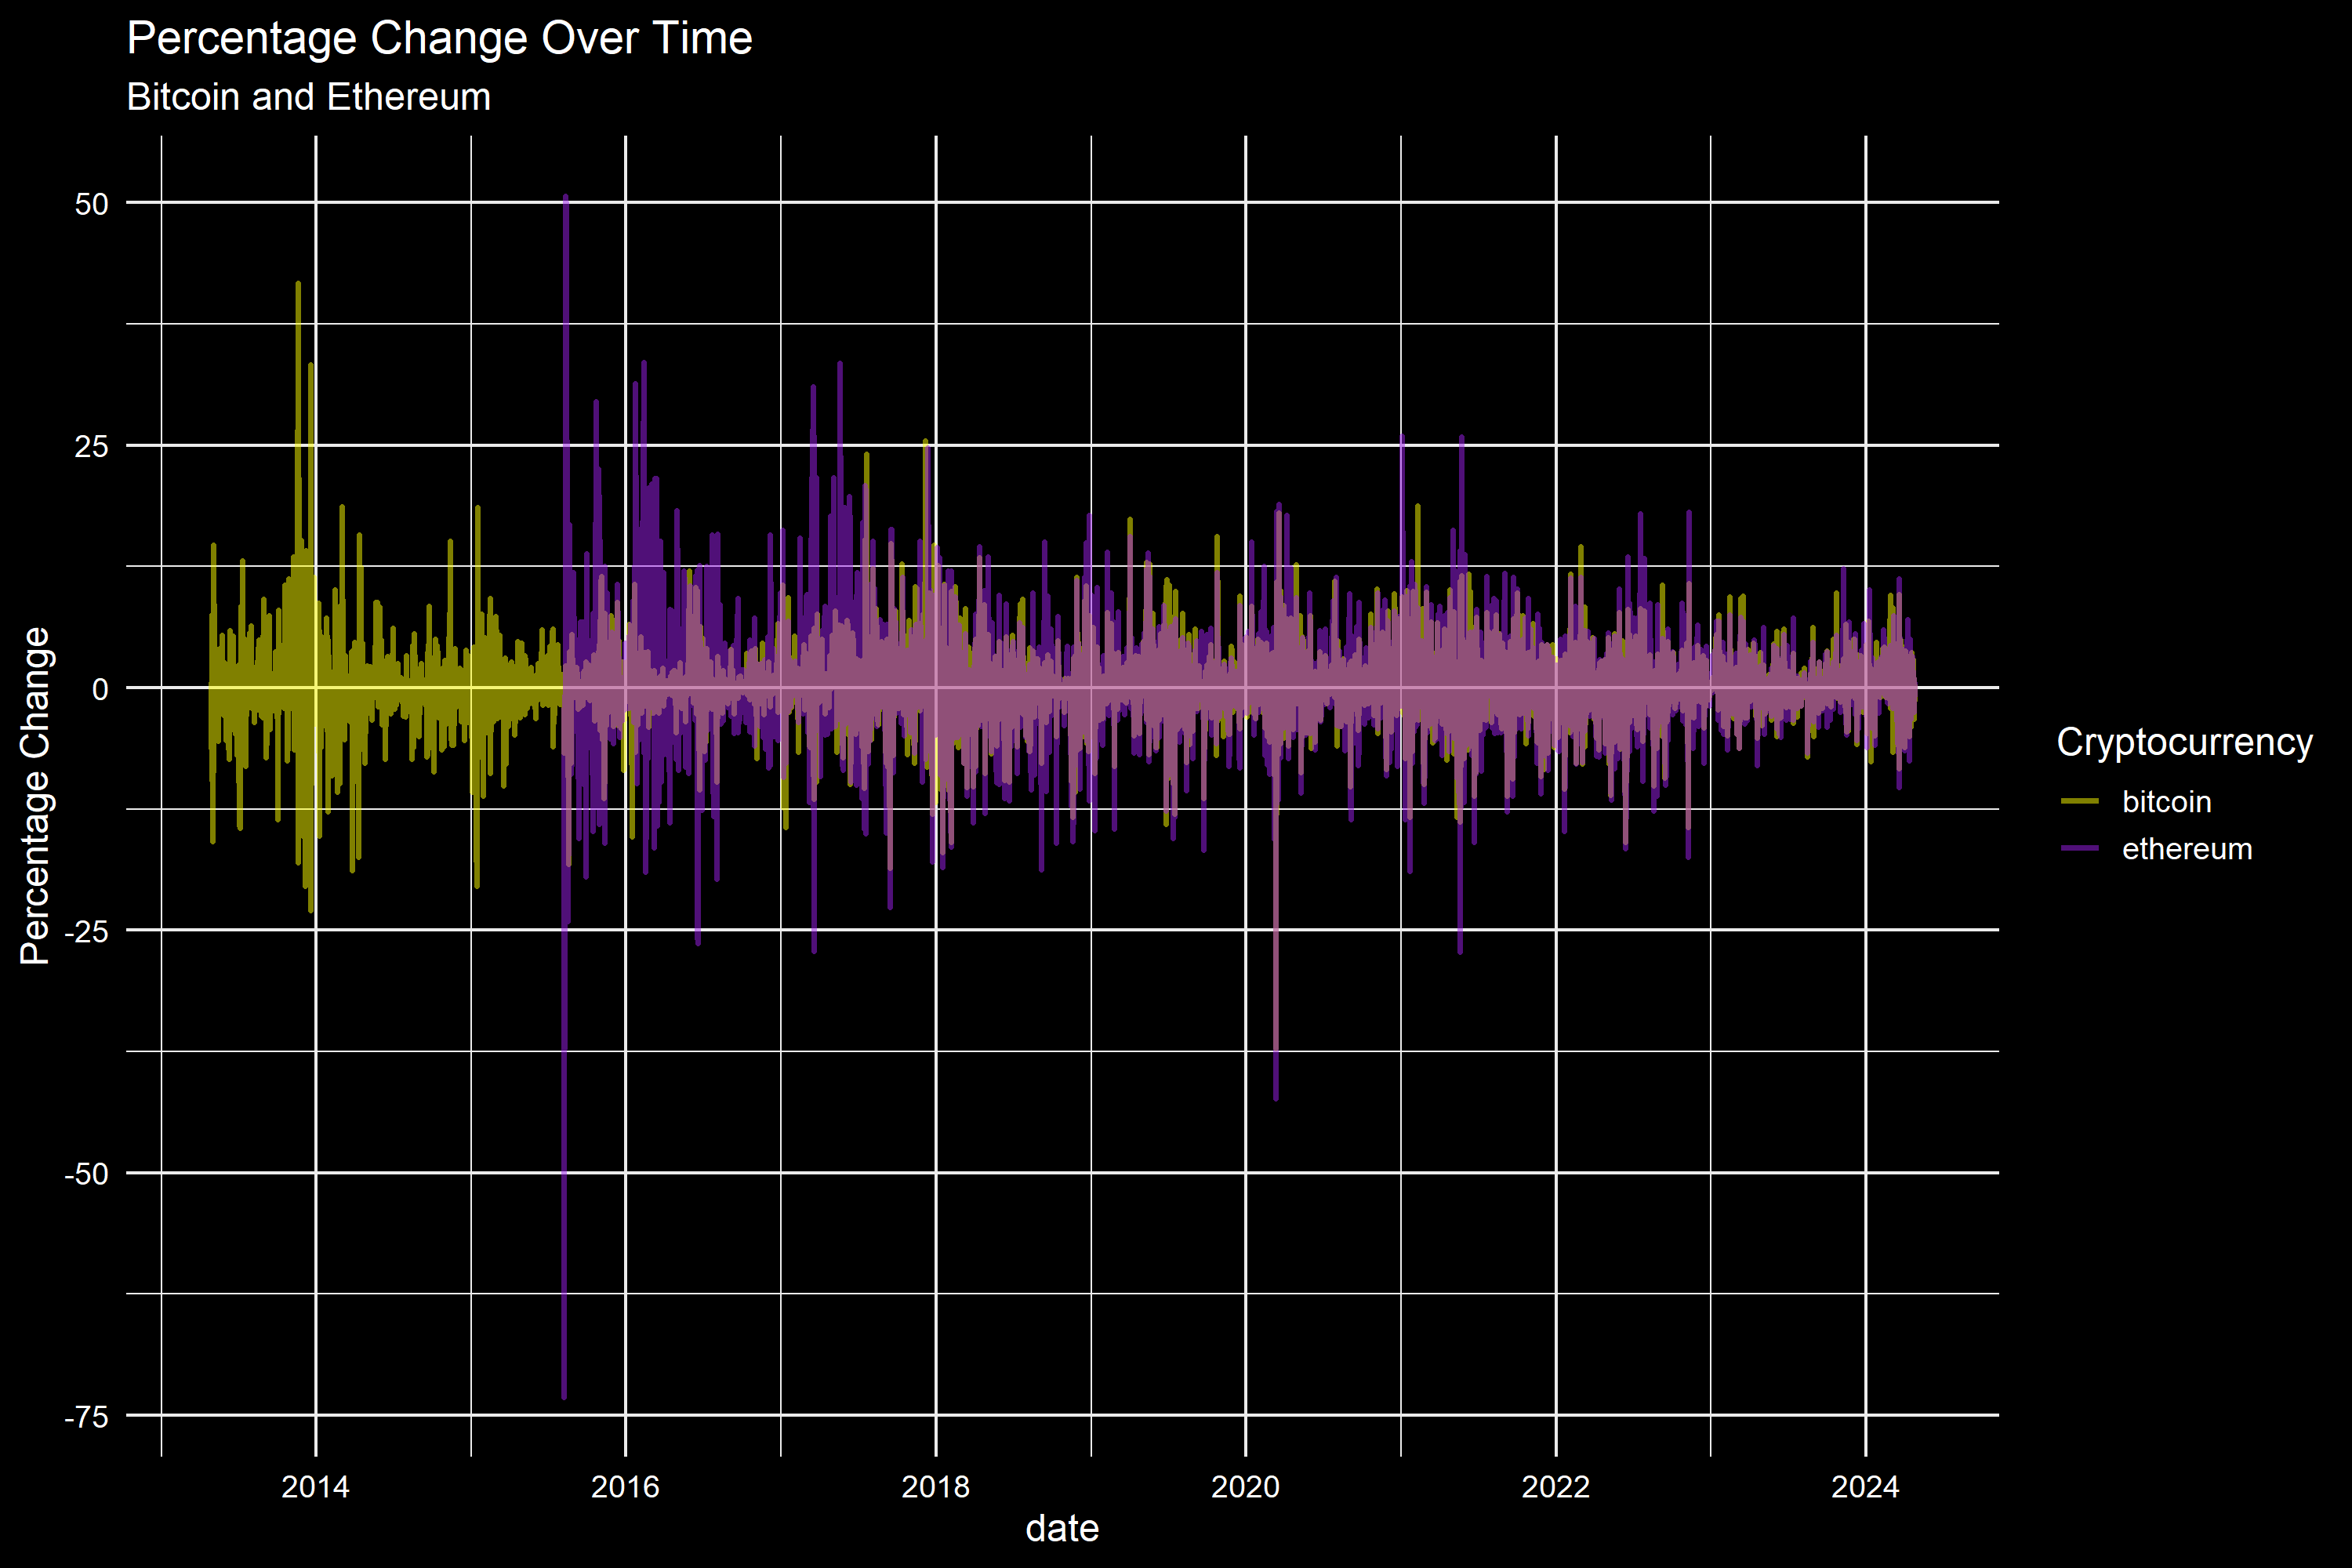 Percentage Change Over Time
Bitcoin and Ethereum
Percentage Change
50
25
0
-25
-50
-75
2014 2016 2018 2020 2022 2024
date
Cryptocurrency
bitcoin
ethereum